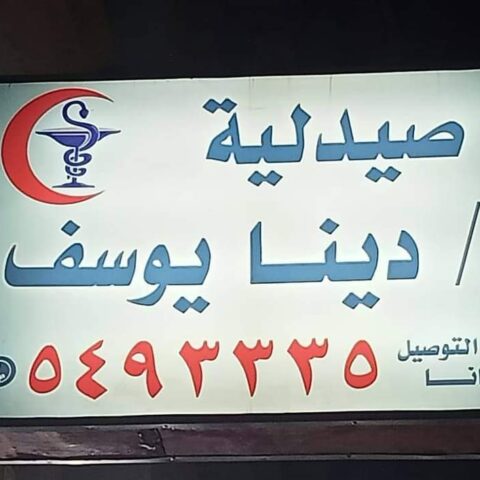 صيدلية
/ دينا يوسف
التوصيل
٥٤٩٣٣٣٥